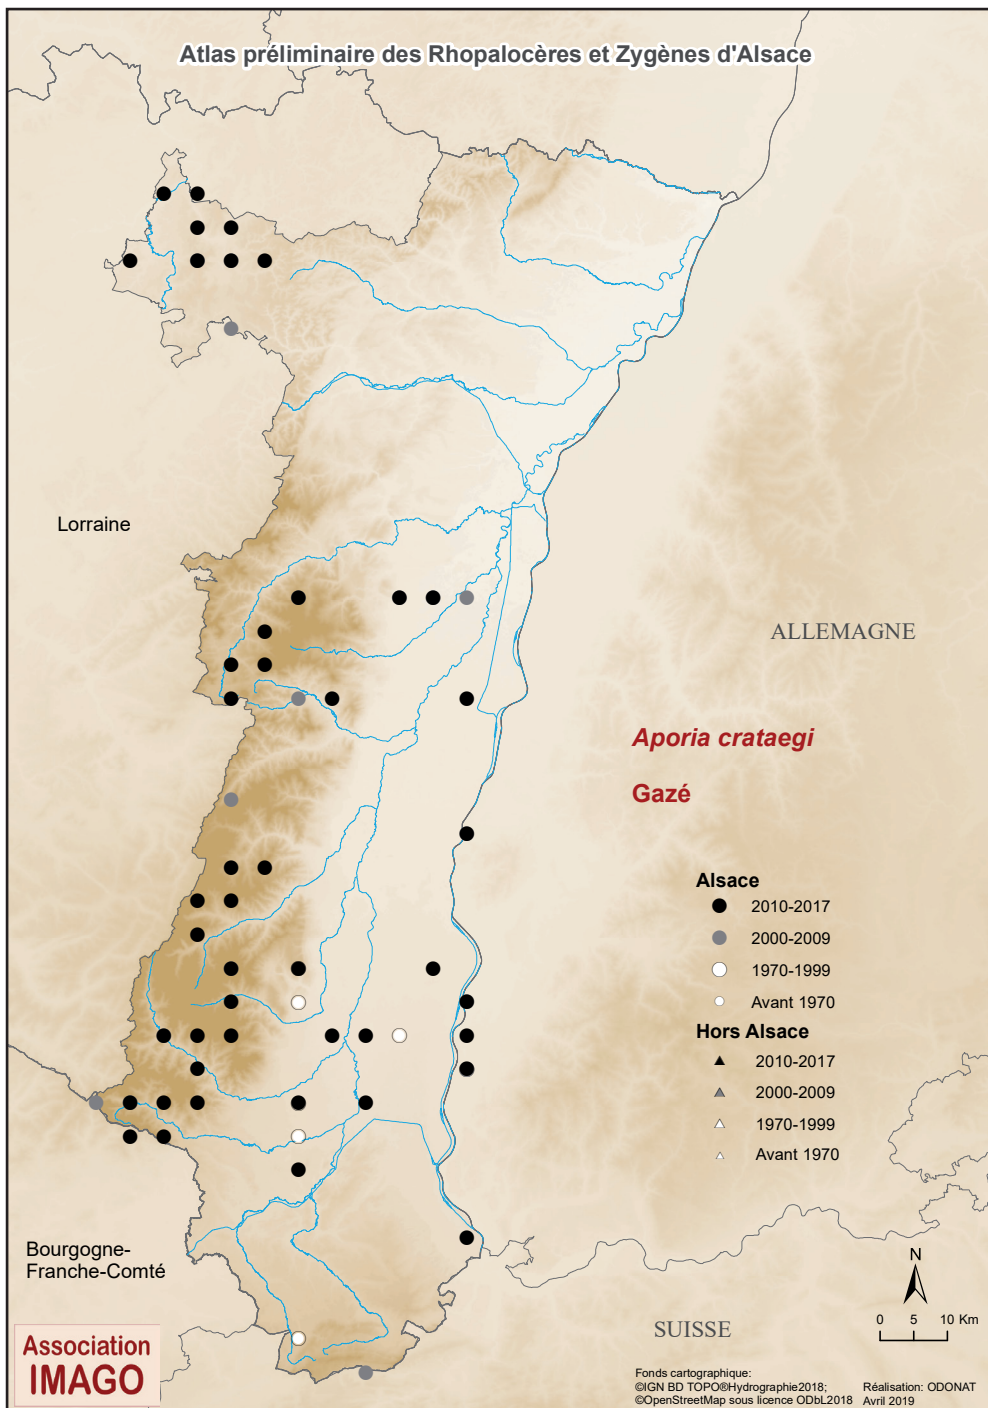 Atlas préliminaire des Rhopalocères et Zygènes d'Alsace
Lorraine
ALLEMAGNE
Aporia crataegi
Gazé
Alsace
2010-2017
2000-2009
1970-1999
Avant 1970
Hors Alsace
2010-2017
2000-2009
1970-1999
Avant 1970
Bourgogne-
Franche-Comté
N
0 5 10 Km
SUISSE
Association
IMAGO
Fonds cartographique:
©IGN BD TOPO®Hydrographie2018;
©OpenStreetMap sous licence ODbL2018
Réalisation: ODONAT
Avril 2019